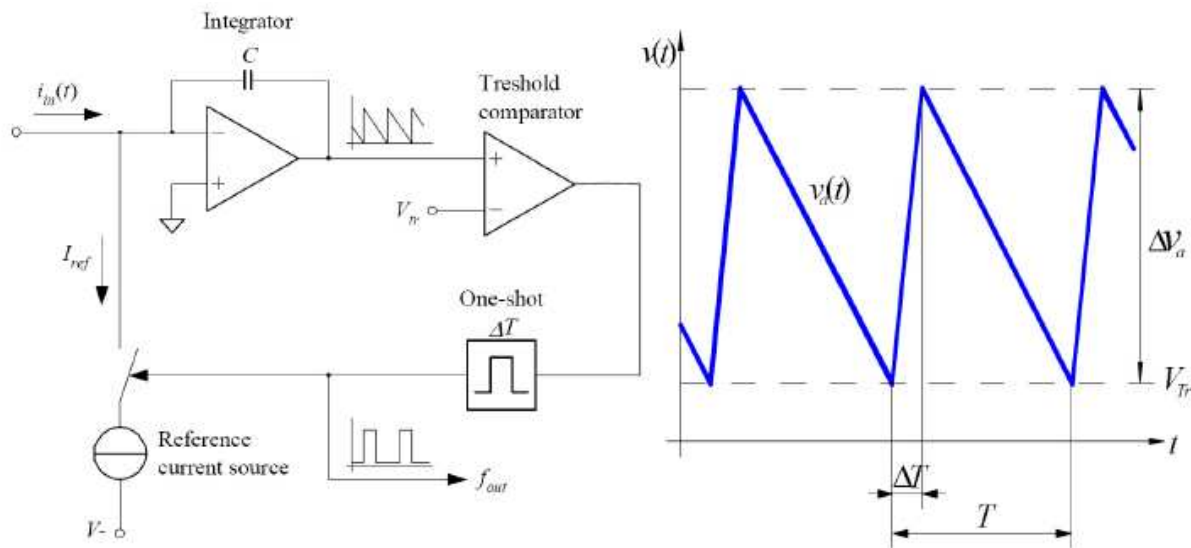 Integrator
C
i_in(t)
Treshold
comparator
V_tr
I_ref
One-shot
ΔT
Reference
current source
f_out
V-
v(t)
v_a(t)
ΔV_a
V_Tr
t
ΔT
T